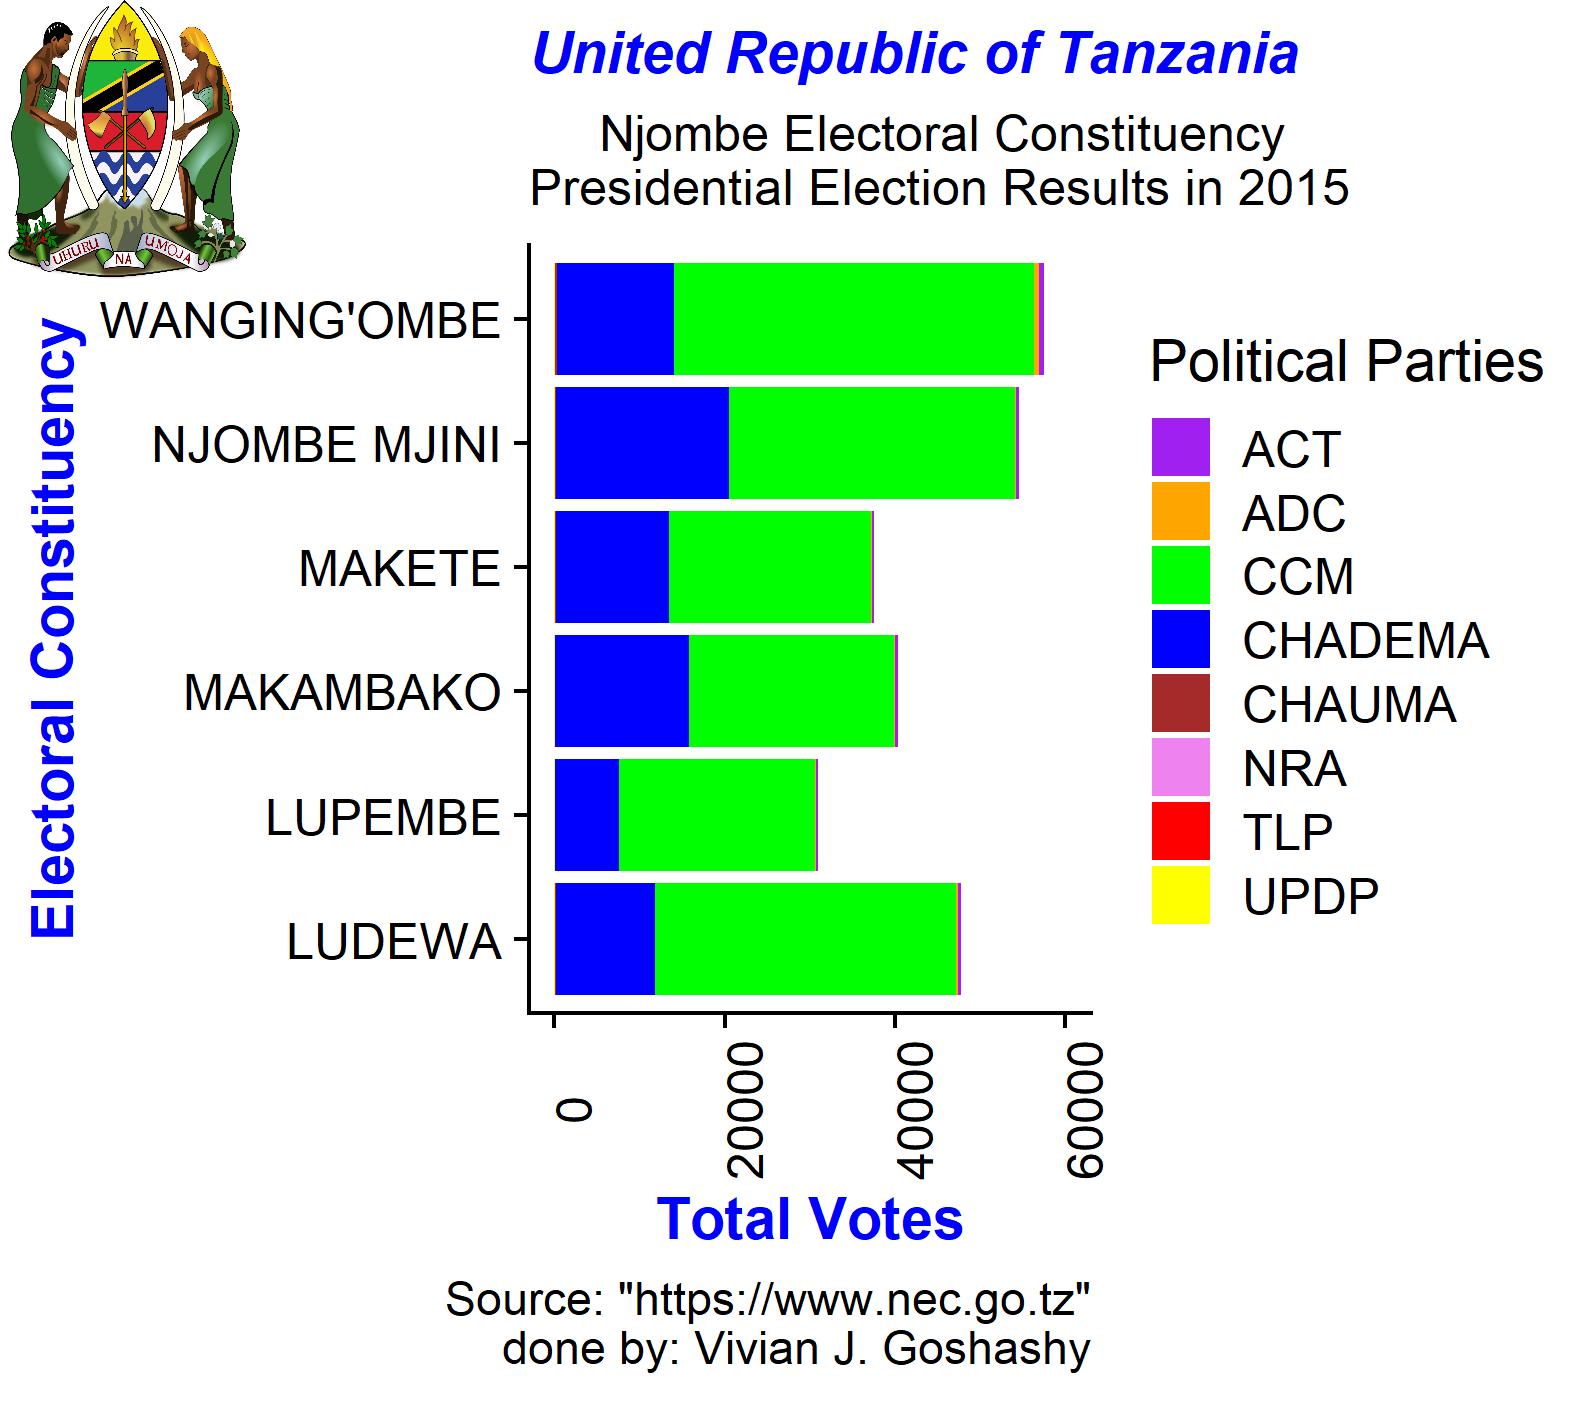 United Republic of Tanzania
Njombe Electoral Constituency
Presidential Election Results in 2015
UHURU NA UMOJA
Electoral Constituency
WANGING'OMBE
NJOMBE MJINI
MAKETE
MAKAMBAKO
LUPEMBE
LUDEWA
Political Parties
ACT
ADC
CCM
CHADEMA
CHAUMA
NRA
TLP
UPDP
0
20000
40000
60000
Total Votes
Source: "https://www.nec.go.tz"
done by: Vivian J. Goshashy